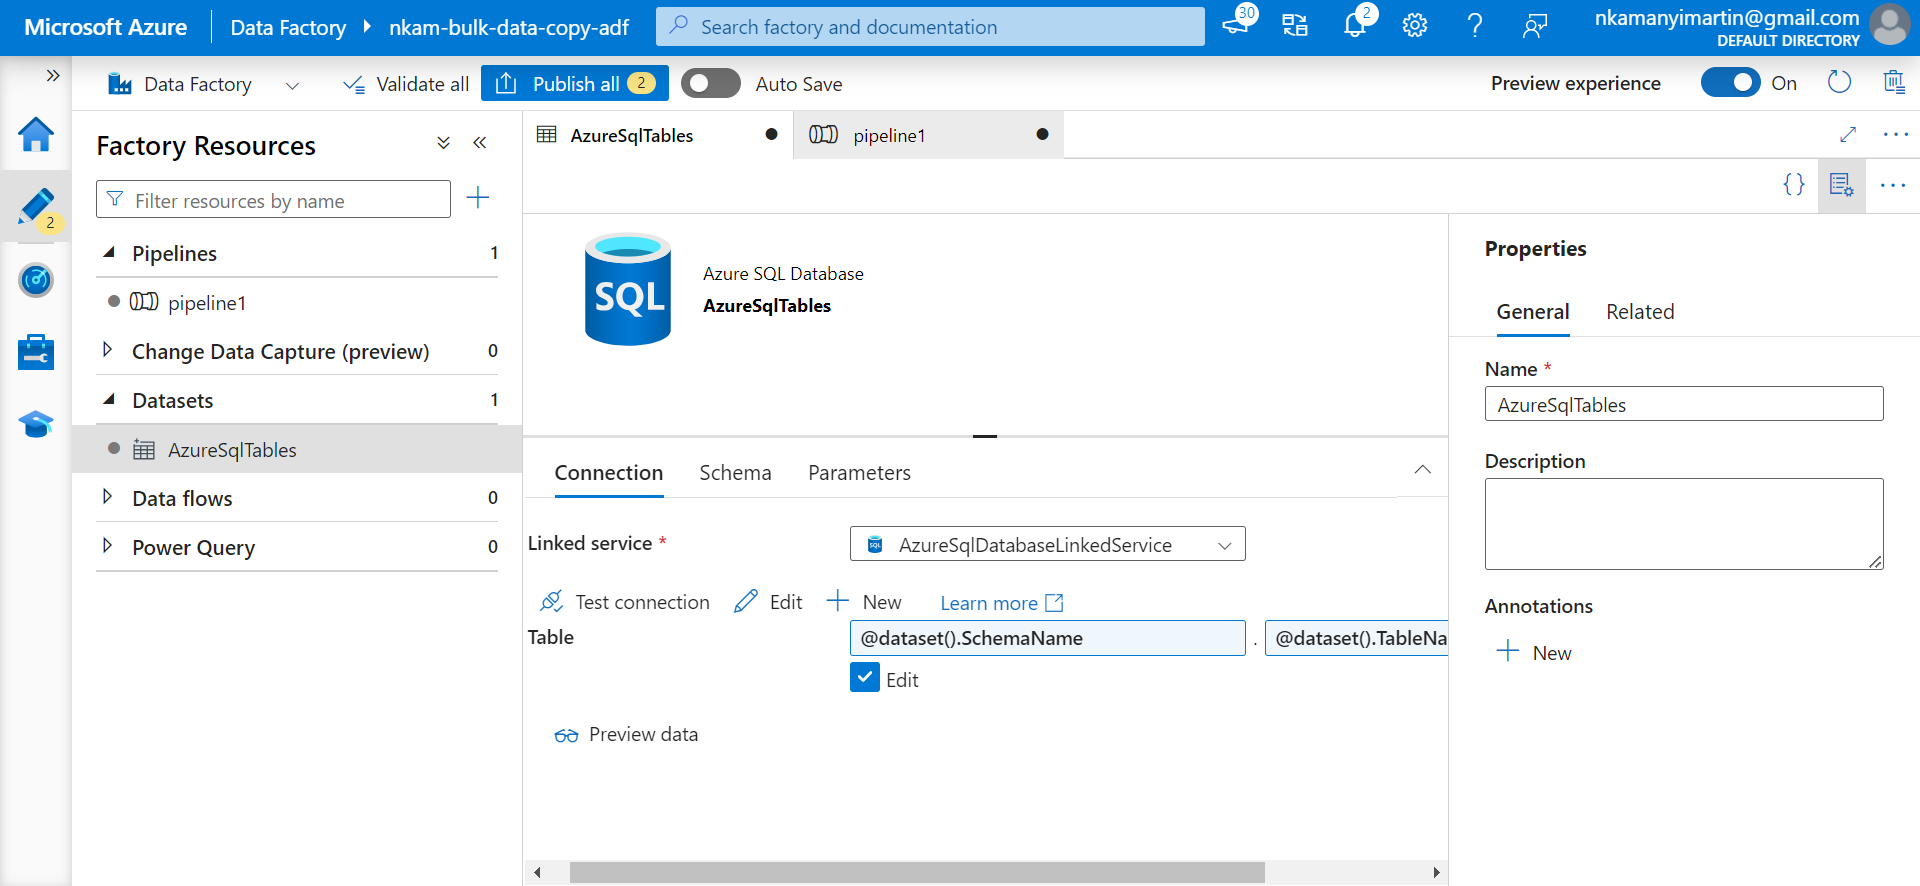 Microsoft Azure
Data Factory
nkam-bulk-data-copy-adf
Search factory and documentation
30
2
nkamanyimartin@gmail.com
DEFAULT DIRECTORY
Data Factory
Validate all
Publish all 2
Auto Save
Preview experience
On
2
Factory Resources
Filter resources by name
Pipelines 1
pipeline1
Change Data Capture (preview) 0
Datasets 1
AzureSqlTables
Data flows 0
Power Query 0
AzureSqlTables
pipeline1
{}
SQL
Azure SQL Database
AzureSqlTables
Connection
Schema
Parameters
Linked service *
SQL AzureSqlDatabaseLinkedService
Test connection
Edit
New
Learn more
Table
@dataset().SchemaName . @dataset().TableNa
Edit
Preview data
Properties
General
Related
Name *
AzureSqlTables
Description
Annotations
New